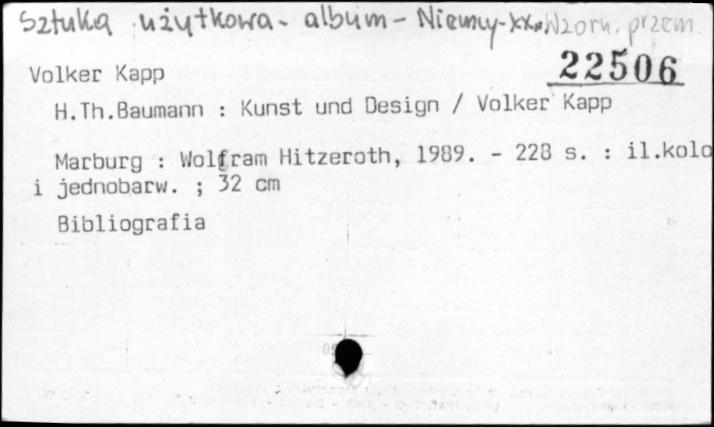 Sztuka użytkowa - album - Niemcy - XX w. Wzorn. przem.
22506
Volker Kapp
H.Th.Baumann : Kunst und Design / Volker Kapp
Marburg : Wolfram Hitzeroth, 1989. - 228 s. : il.kolo
i jednobarw. ; 32 cm
Bibliografia